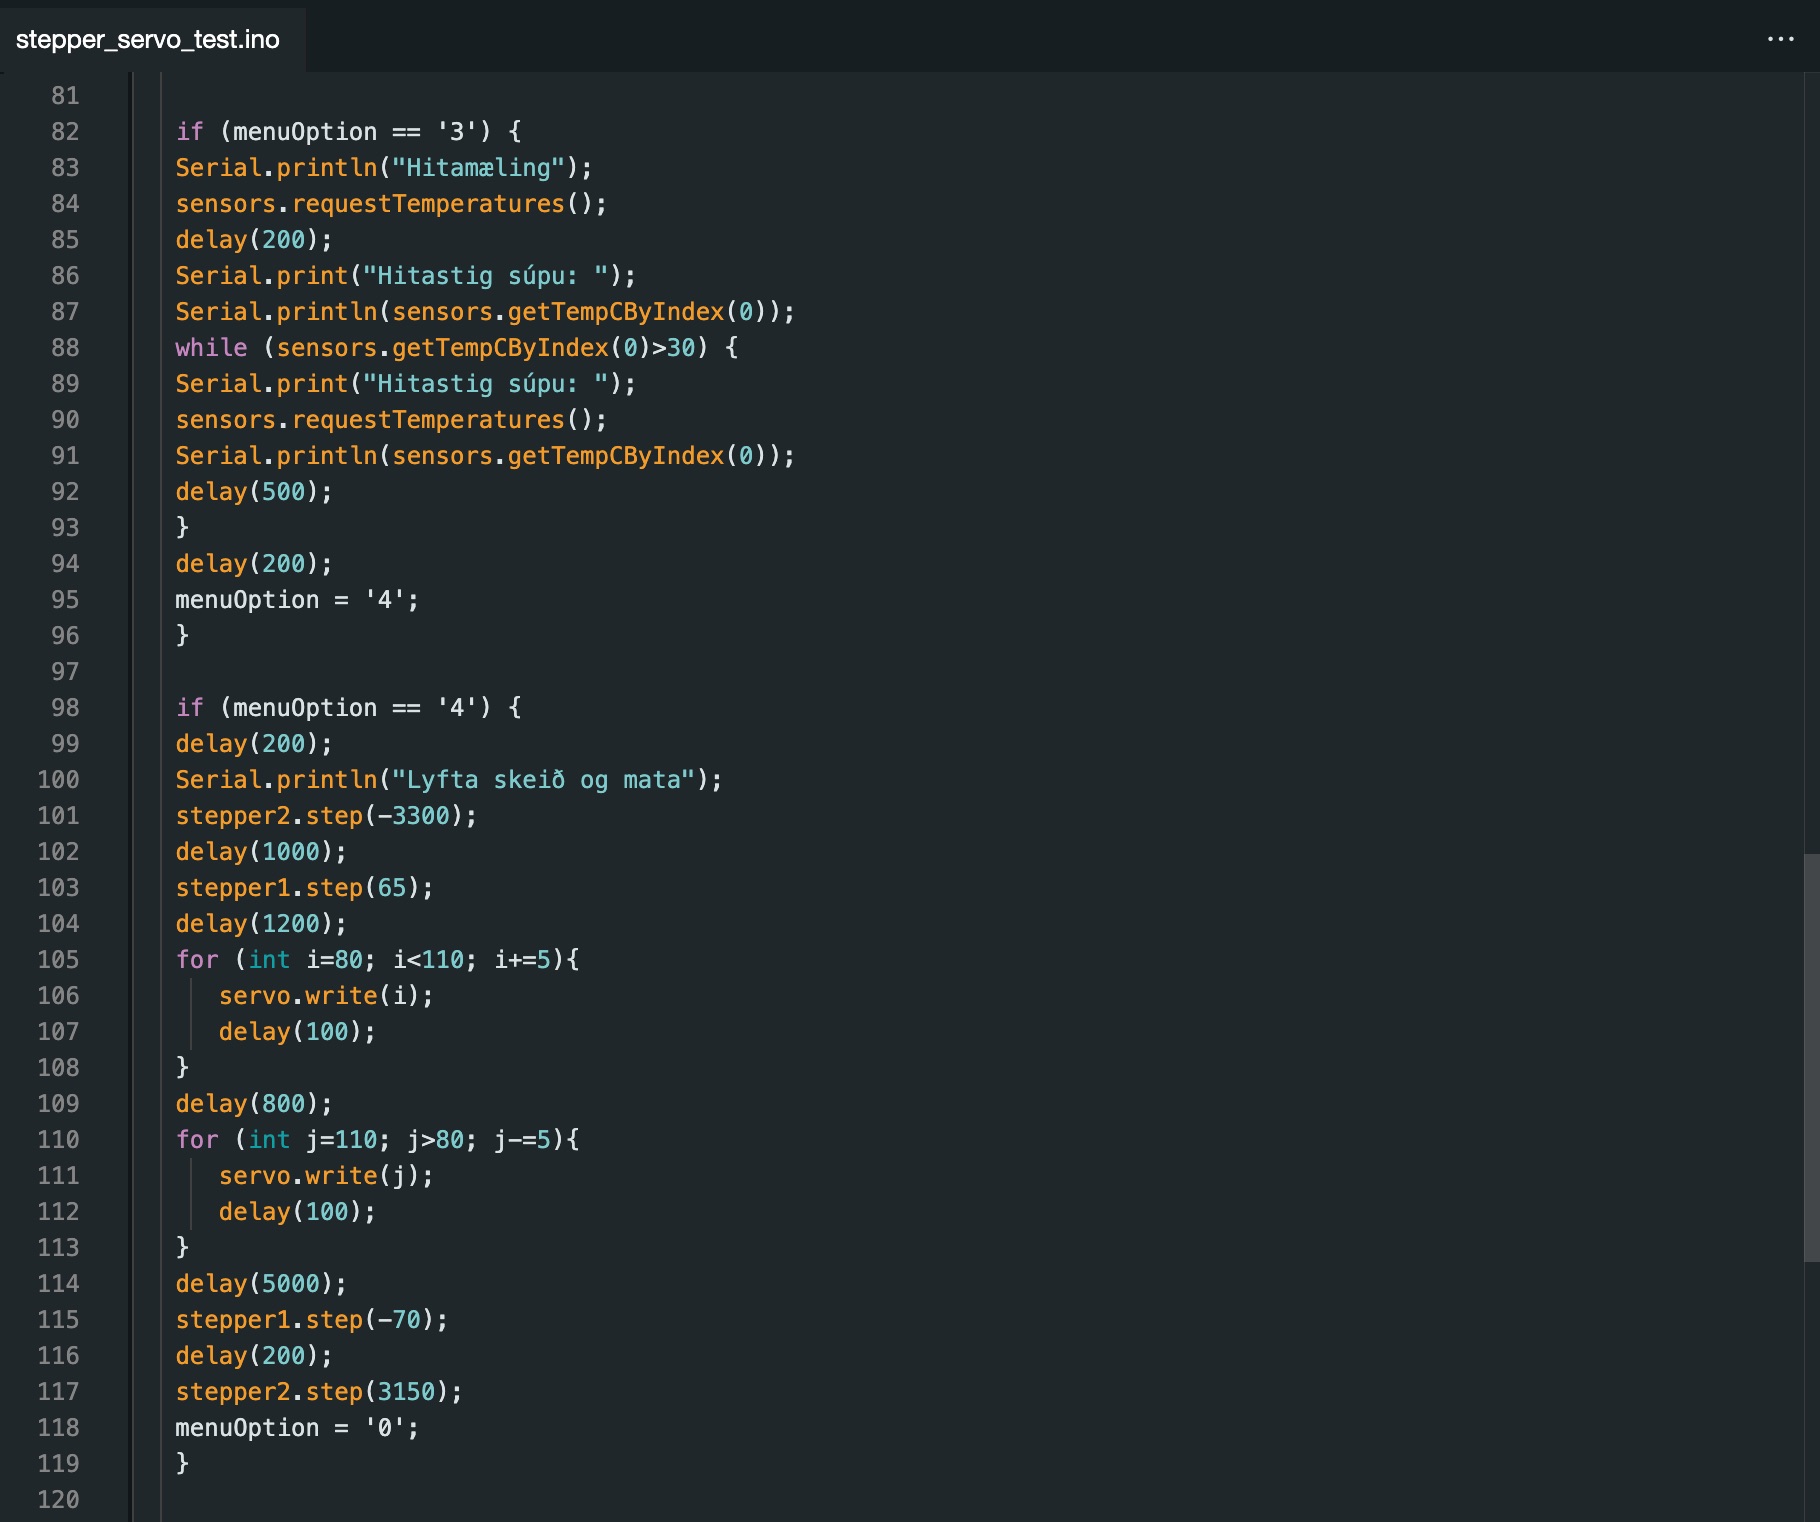 stepper_servo_test.ino
81
82 if (menuOption == '3') {
83 Serial.println("Hitamæling");
84 sensors.requestTemperatures();
85 delay(200);
86 Serial.print("Hitastig súpu: ");
87 Serial.println(sensors.getTempCByIndex(0));
88 while (sensors.getTempCByIndex(0)>30) {
89 Serial.print("Hitastig súpu: ");
90 sensors.requestTemperatures();
91 Serial.println(sensors.getTempCByIndex(0));
92 delay(500);
93 }
94 delay(200);
95 menuOption = '4';
96 }
97
98 if (menuOption == '4') {
99 delay(200);
100 Serial.println("Lyfta skeið og mata");
101 stepper2.step(-3300);
102 delay(1000);
103 stepper1.step(65);
104 delay(1200);
105 for (int i=80; i<110; i+=5){
106 servo.write(i);
107 delay(100);
108 }
109 delay(800);
110 for (int j=110; j>80; j-=5){
111 servo.write(j);
112 delay(100);
113 }
114 delay(5000);
115 stepper1.step(-70);
116 delay(200);
117 stepper2.step(3150);
118 menuOption = '0';
119 }
120